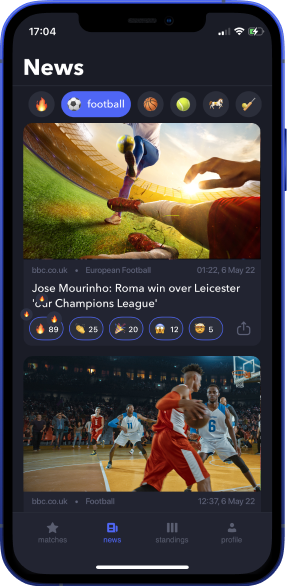 17:04
News
football
bbc.co.uk • European Football 01:22, 6 May 22
Jose Mourinho: Roma win over Leicester
'our Champions League'
89 25 20 12 5
6
bbc.co.uk • Football 12:37, 6 May 22
matches news standings profile